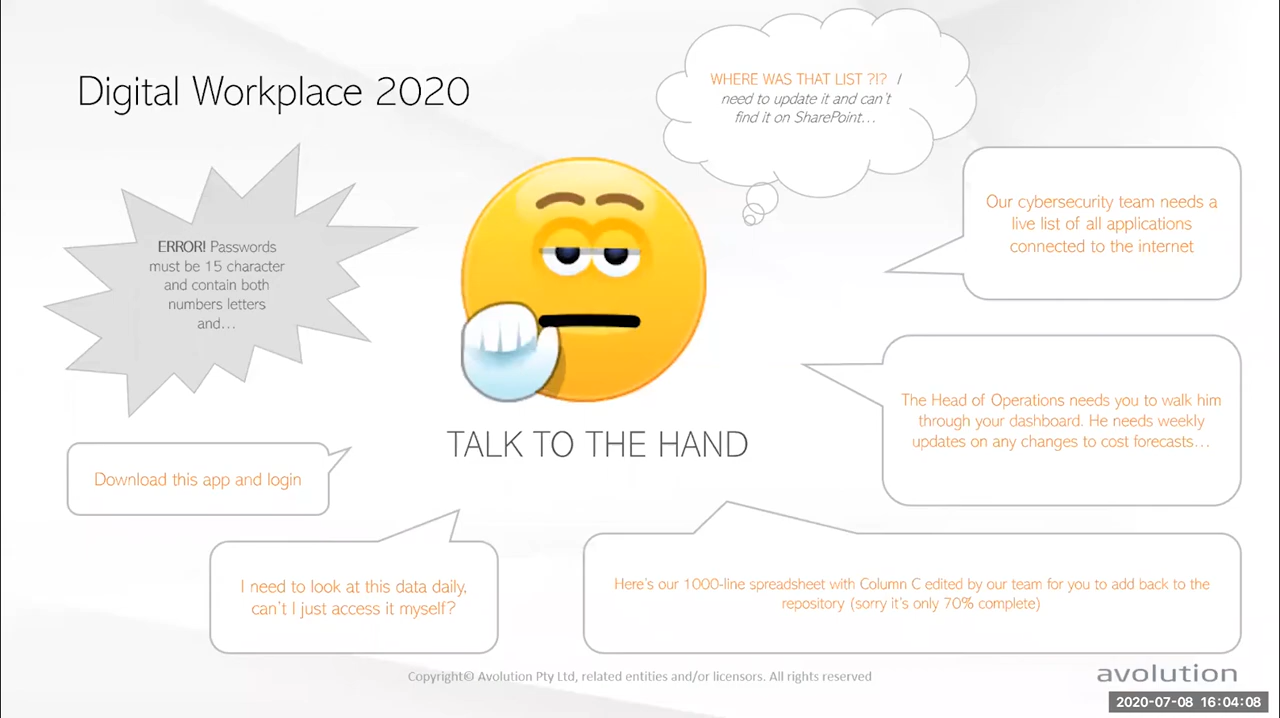 Digital Workplace 2020
WHERE WAS THAT LIST ?!? I
need to update it and can't
find it on SharePoint...
Our cybersecurity team needs a
live list of all applications
connected to the internet
ERROR! Passwords
must be 15 character
and contain both
numbers letters
and...
The Head of Operations needs you to walk him
through your dashboard. He needs weekly
updates on any changes to cost forecasts...
TALK TO THE HAND
Download this app and login
I need to look at this data daily,
can't I just access it myself?
Here's our 1000-line spreadsheet with Column C edited by our team for you to add back to the
repository (sorry it's only 70% complete)
Copyright© Avolution Pty Ltd, related entities and/or licensors. All rights reserved
avolution
2020-07-08 16:04:08